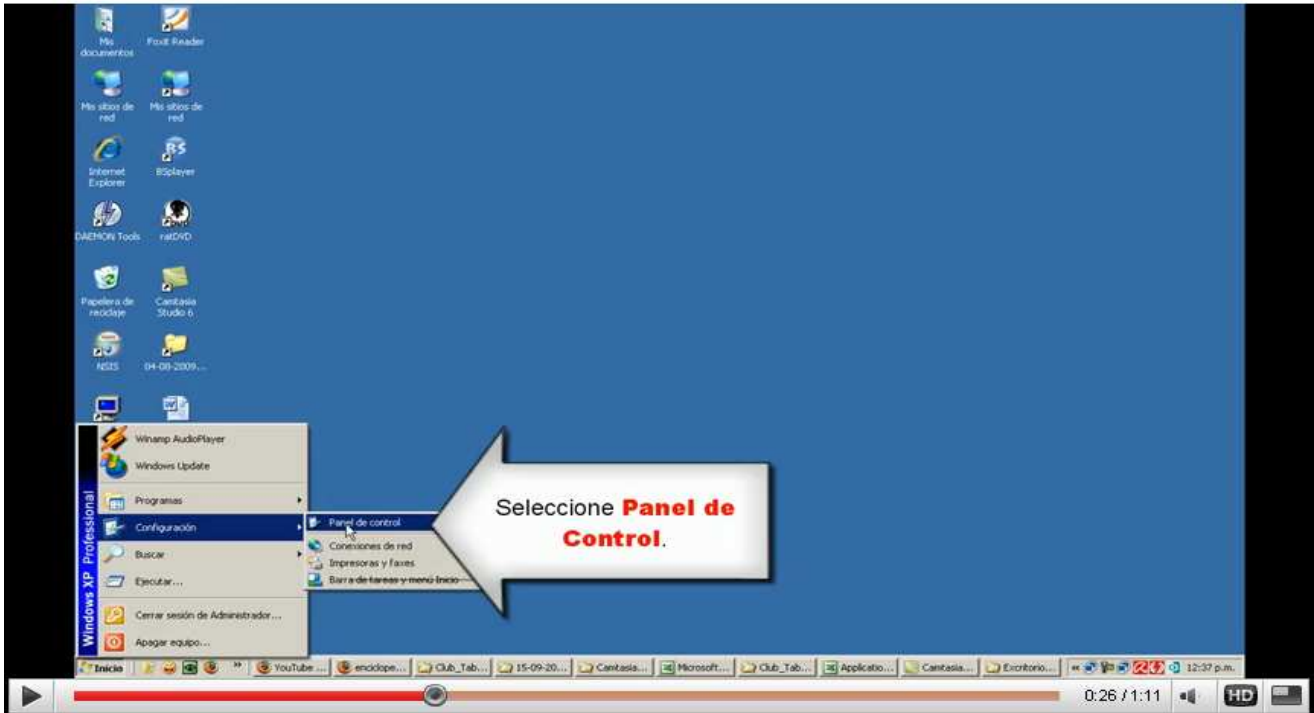 Mis
documentos
Foxit Reader
Mis sitios de
red
Mis sitios de
red
Internet
Explorer
BS
BSplayer
DAEMON Tools
ratDVD
Papelera de
reciclaje
Camtasia
Studio 6
NSIS
04-08-2009...
Winamp AudioPlayer
Windows Update
Programas
Configuración
Buscar
Ejecutar...
Cerrar sesión de Administrador...
Apagar equipo...
Windows XP Professional
Panel de control
Conexiones de red
Impresoras y faxes
Barra de tareas y menú Inicio
Seleccione Panel de
Control.
Inicio
YouTube ...
enciclope...
Club_Tab...
15-09-20...
Camtasia...
Microsoft...
Club_Tab...
Applicatio...
Camtasia...
Escritorio...
12:37 p.m.
0:26 / 1:11
HD